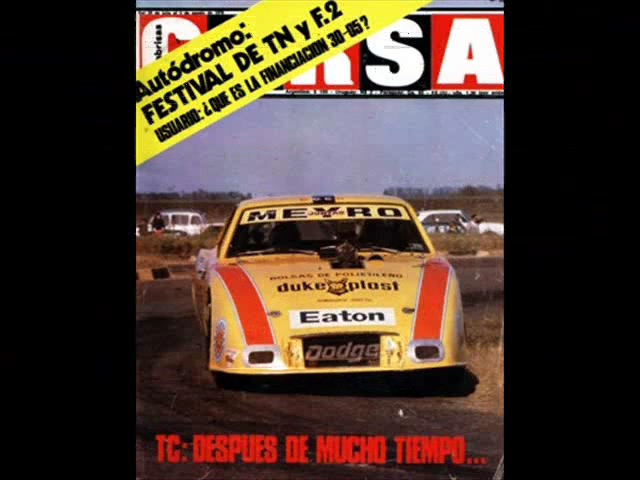 CORSA
Autódromo:
FESTIVAL DE TN y F.2
USUARIO: ¿QUE ES LA FINANCIACION 30-05?
MEYRO
JUNTAS
BOLSAS DE POLIETILENO
duke plast
Eaton
Dodge
TC: DESPUES DE MUCHO TIEMPO...